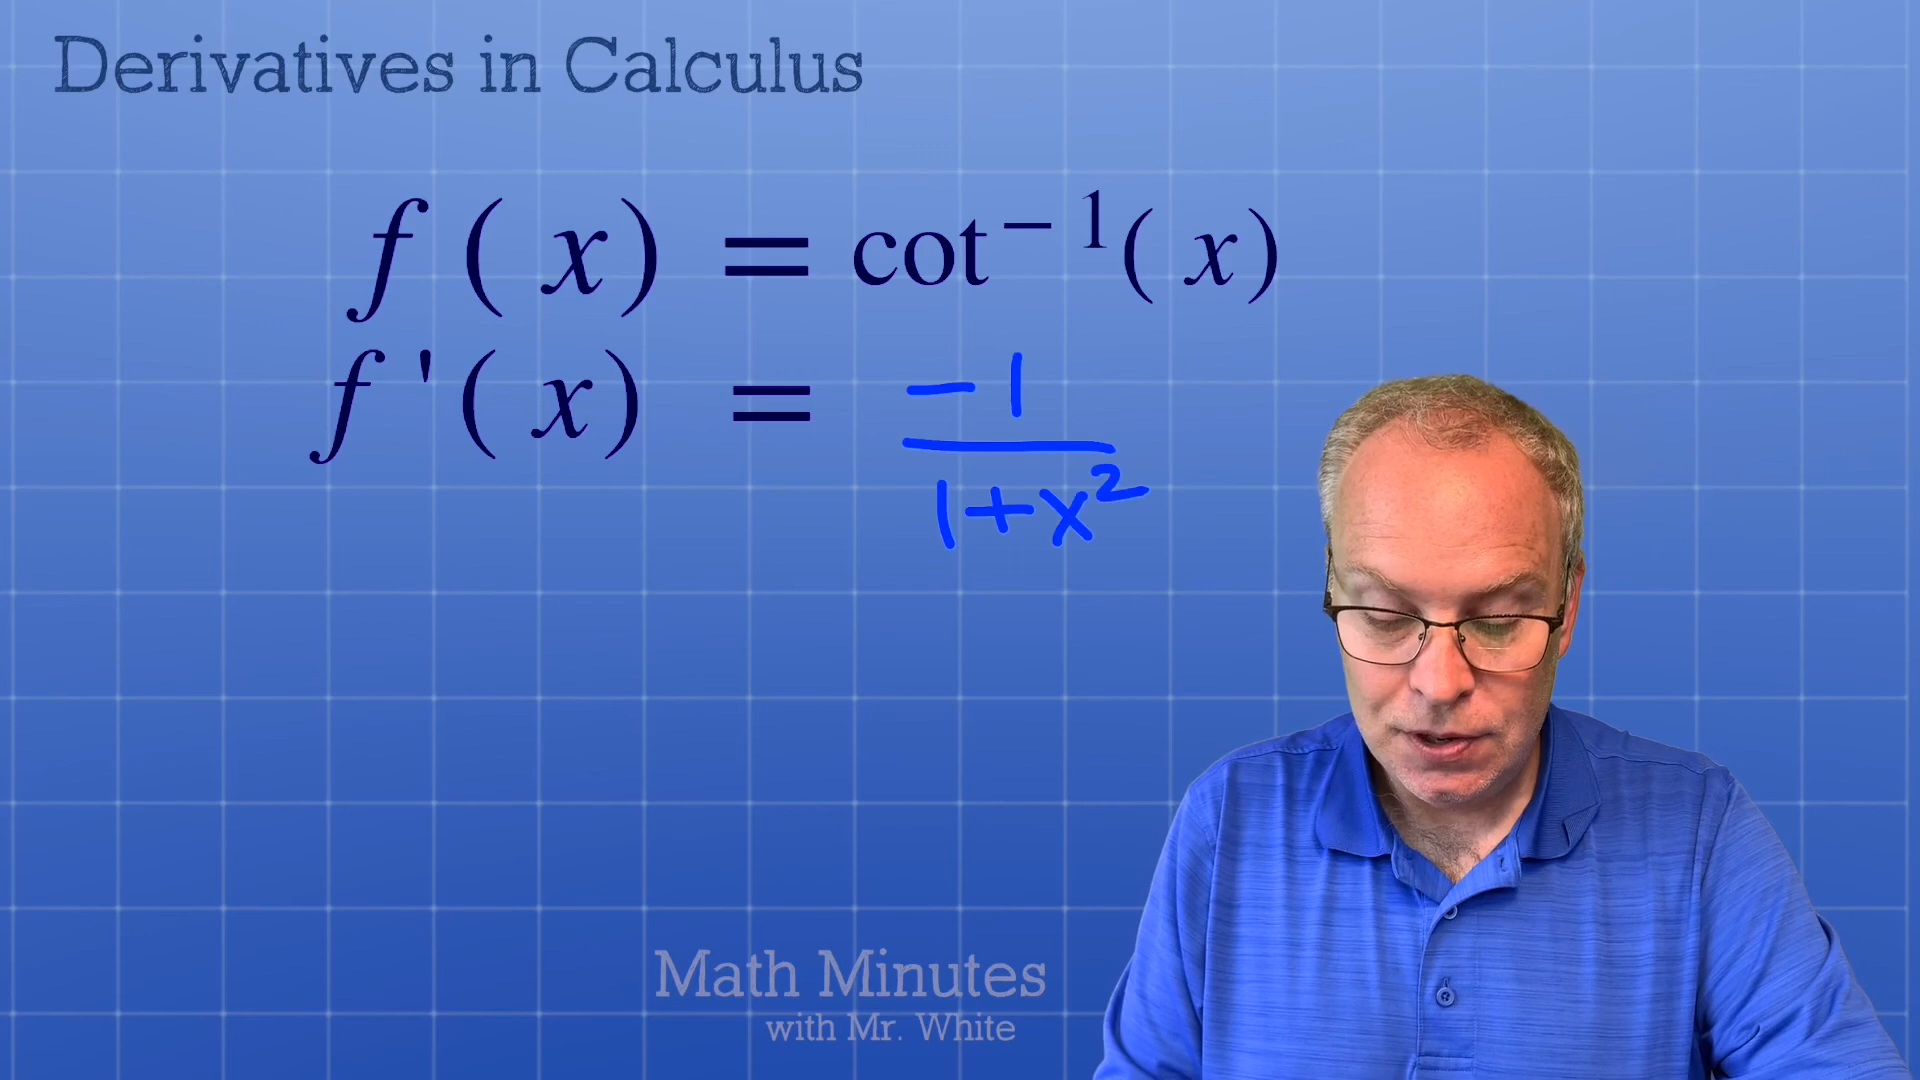 Derivatives in Calculus
f ( x ) = cot⁻¹( x )
f '( x ) = -1
1+x²
Math Minutes
with Mr. White